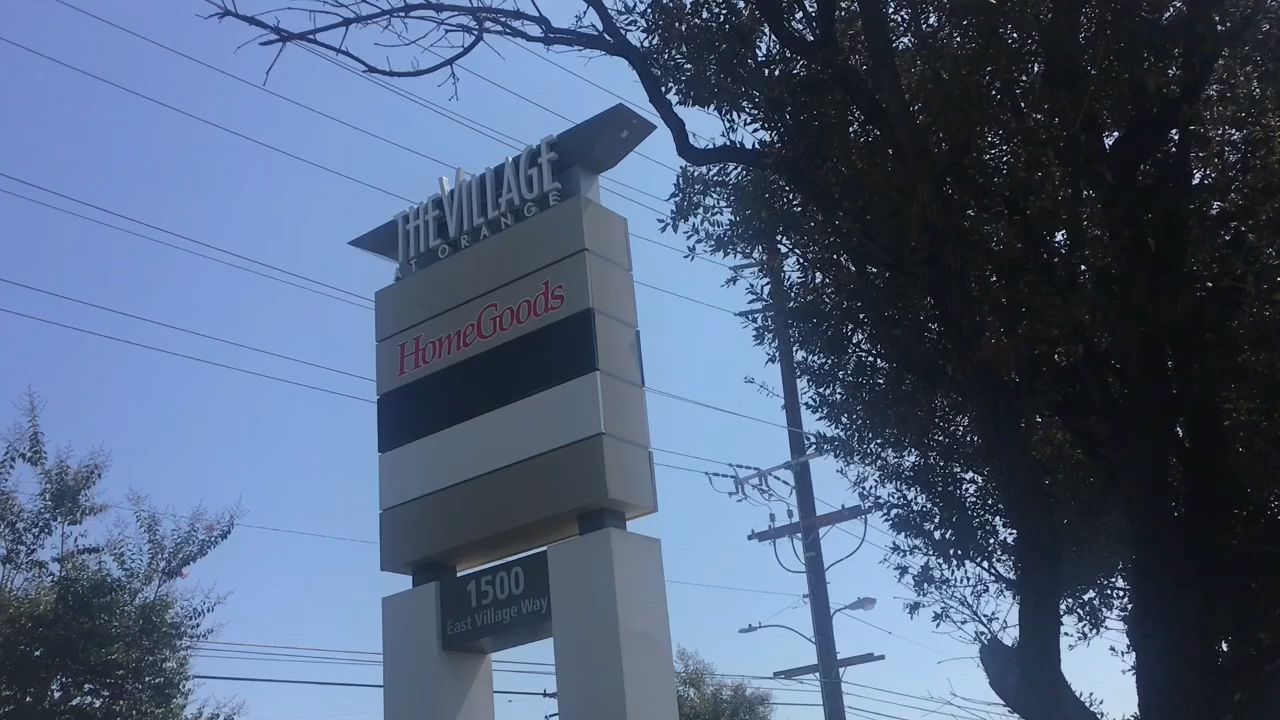 THE VILLAGE
AT ORANGE
HomeGoods
1500
East Village Way